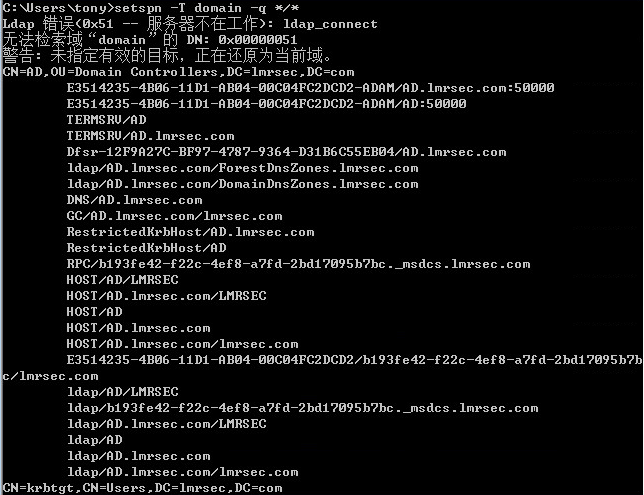 C:\Users\tony>setspn -T domain -q */*
Ldap 错误(0x51 -- 服务器不在工作): ldap_connect
无法检索域“domain”的 DN: 0x00000051
警告: 未指定有效的目标，正在还原为当前域。
CN=AD,OU=Domain Controllers,DC=lmrsec,DC=com
E3514235-4B06-11D1-AB04-00C04FC2DCD2-ADAM/AD.lmrsec.com:50000
E3514235-4B06-11D1-AB04-00C04FC2DCD2-ADAM/AD:50000
TERMSRV/AD
TERMSRV/AD.lmrsec.com
Dfsr-12F9A27C-BF97-4787-9364-D31B6C55EB04/AD.lmrsec.com
ldap/AD.lmrsec.com/ForestDnsZones.lmrsec.com
ldap/AD.lmrsec.com/DomainDnsZones.lmrsec.com
DNS/AD.lmrsec.com
GC/AD.lmrsec.com/lmrsec.com
RestrictedKrbHost/AD.lmrsec.com
RestrictedKrbHost/AD
RPC/b193fe42-f22c-4ef8-a7fd-2bd17095b7bc._msdcs.lmrsec.com
HOST/AD/LMRSEC
HOST/AD.lmrsec.com/LMRSEC
HOST/AD
HOST/AD.lmrsec.com
HOST/AD.lmrsec.com/lmrsec.com
E3514235-4B06-11D1-AB04-00C04FC2DCD2/b193fe42-f22c-4ef8-a7fd-2bd17095b7b
c/lmrsec.com
ldap/AD/LMRSEC
ldap/b193fe42-f22c-4ef8-a7fd-2bd17095b7bc._msdcs.lmrsec.com
ldap/AD.lmrsec.com/LMRSEC
ldap/AD
ldap/AD.lmrsec.com
ldap/AD.lmrsec.com/lmrsec.com
CN=krbtgt,CN=Users,DC=lmrsec,DC=com